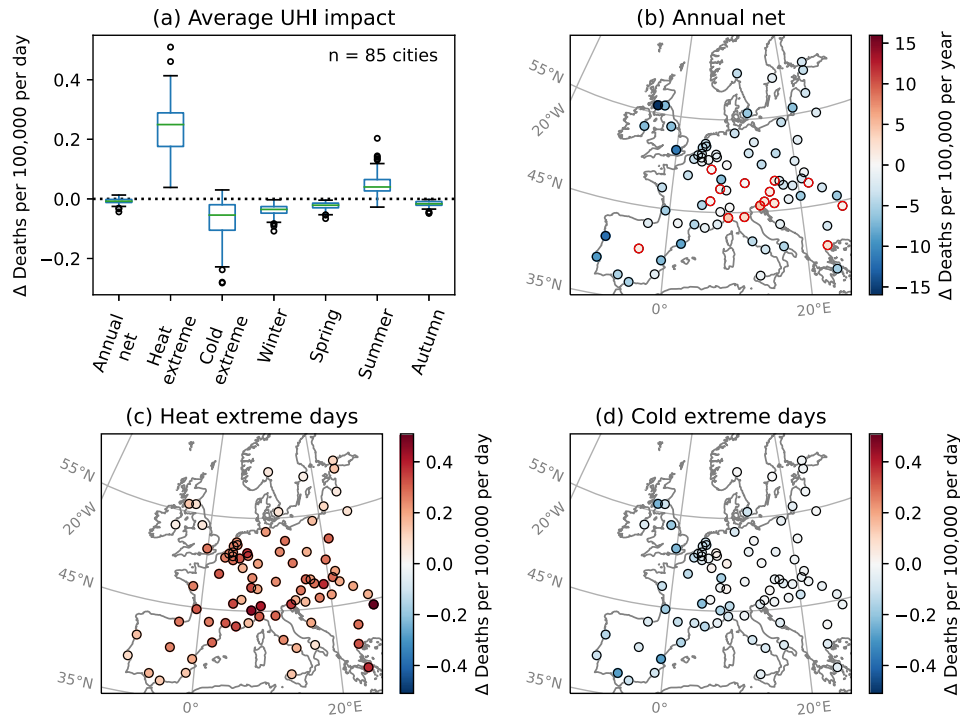 (a) Average UHI impact
n = 85 cities
Δ Deaths per 100,000 per day
0.4
0.2
0.0
−0.2
Annual net
Heat extreme
Cold extreme
Winter
Spring
Summer
Autumn
(b) Annual net
55°N
20°W
45°N
35°N
0°
20°E
15
10
5
0
−5
−10
−15
Δ Deaths per 100,000 per year
(c) Heat extreme days
55°N
20°W
45°N
35°N
0°
20°E
0.4
0.2
0.0
−0.2
−0.4
Δ Deaths per 100,000 per day
(d) Cold extreme days
55°N
20°W
45°N
35°N
0°
20°E
0.4
0.2
0.0
−0.2
−0.4
Δ Deaths per 100,000 per day